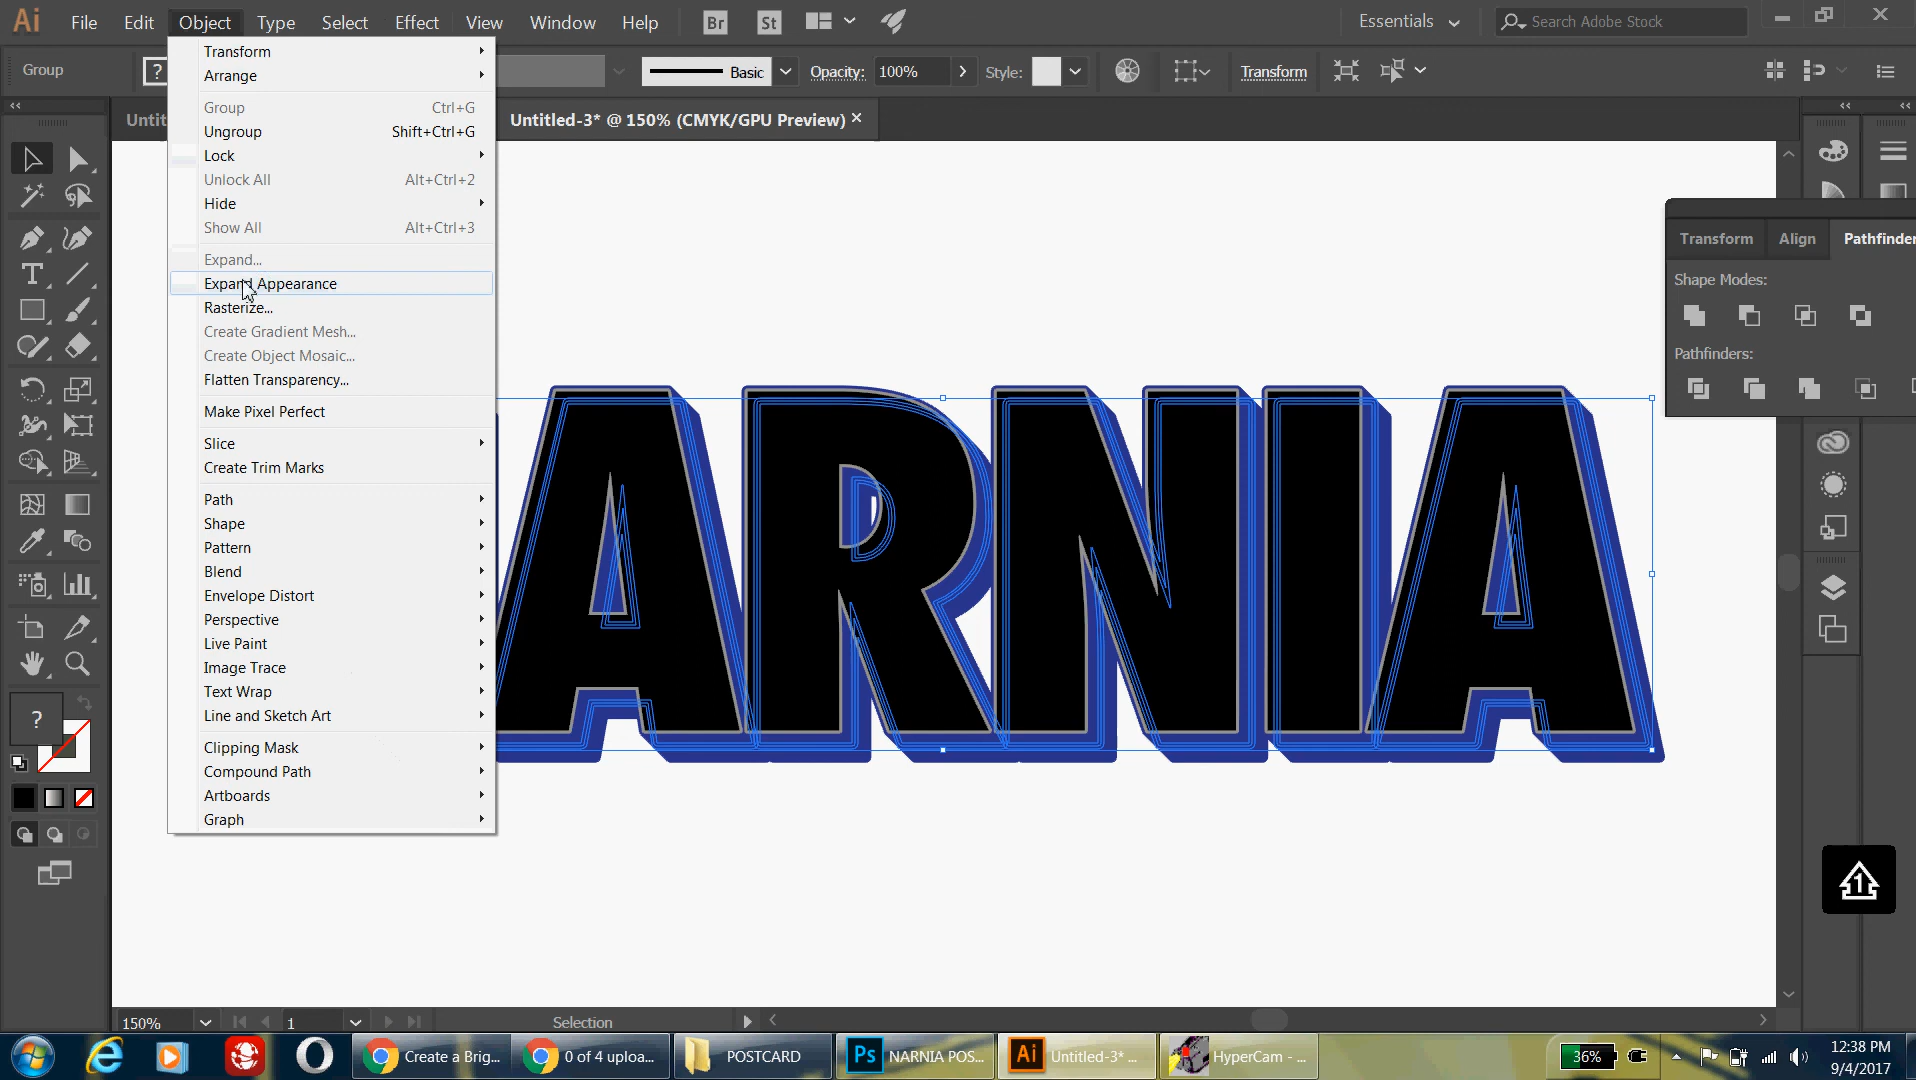 Ai File Edit Object Type Select Effect View Window Help Br St Essentials Search Adobe Stock
Group ? Basic Opacity: 100% Style: Transform
Untit Untitled-3* @ 150% (CMYK/GPU Preview)
Transform
Arrange
Group Ctrl+G
Ungroup Shift+Ctrl+G
Lock
Unlock All Alt+Ctrl+2
Hide
Show All Alt+Ctrl+3
Expand...
Expand Appearance
Rasterize...
Create Gradient Mesh...
Create Object Mosaic...
Flatten Transparency...
Make Pixel Perfect
Slice
Create Trim Marks
Path
Shape
Pattern
Blend
Envelope Distort
Perspective
Live Paint
Image Trace
Text Wrap
Line and Sketch Art
Clipping Mask
Compound Path
Artboards
Graph
Transform Align Pathfinder
Shape Modes:
Pathfinders:
ARNIA
?
1
150% 1 Selection
Create a Brig... 0 of 4 uploa... POSTCARD Ps NARNIA POS... Ai Untitled-3* ... HyperCam - ... 36% 12:38 PM
9/4/2017